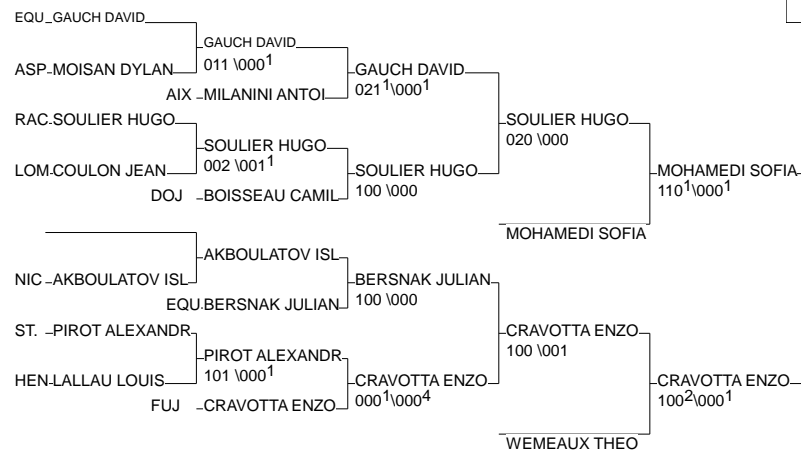 EQU GAUCH DAVID
GAUCH DAVID
011 \000¹
ASP MOISAN DYLAN
GAUCH DAVID
021¹\000¹
AIX MILANINI ANTOI
RAC SOULIER HUGO
SOULIER HUGO
020 \000
SOULIER HUGO
002 \001¹
LOM COULON JEAN
SOULIER HUGO
100 \000
MOHAMEDI SOFIA
110¹\000¹
DOJ BOISSEAU CAMIL
MOHAMEDI SOFIA
AKBOULATOV ISL
NIC AKBOULATOV ISL
BERSNAK JULIAN
100 \000
EQU BERSNAK JULIAN
ST. PIROT ALEXANDR
CRAVOTTA ENZO
100 \001
PIROT ALEXANDR
101 \000¹
HEN LALLAU LOUIS
CRAVOTTA ENZO
000¹\000⁴
CRAVOTTA ENZO
100²\000¹
FUJ CRAVOTTA ENZO
WEMEAUX THEO